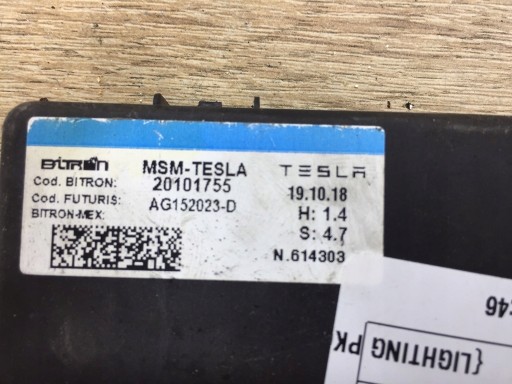 BITRON MSM-TESLA TESLA
Cod. BITRON: 20101755 19.10.18
Cod. FUTURIS: AG152023-D H: 1.4
BITRON-MEX: S: 4.7
N.614303
:46
{LIGHTING PK